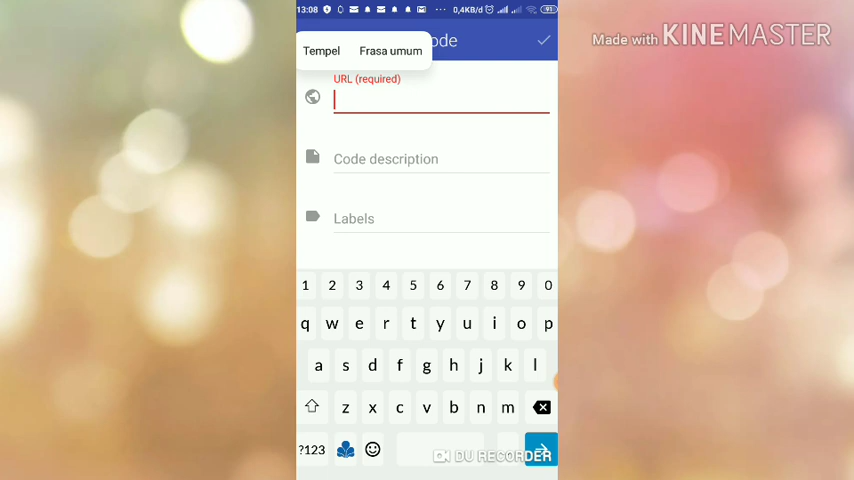 13:08 0,4KB/d 91
ode
Tempel Frasa umum
URL (required)
Code description
Labels
1 2 3 4 5 6 7 8 9 0
q w e r t y u i o p
a s d f g h j k l
z x c v b n m
?123
DU RECORDER
Made with KINEMASTER